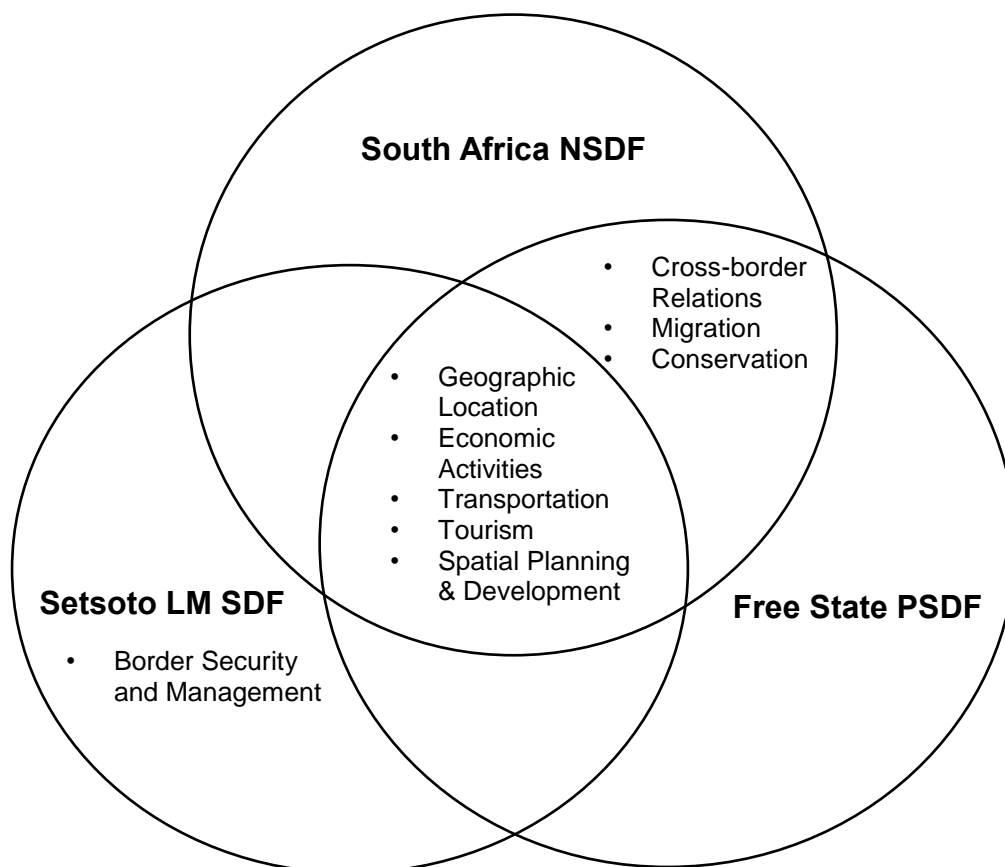 South Africa NSDF
• Cross-border
Relations
• Migration
• Conservation
• Geographic
Location
• Economic
Activities
• Transportation
• Tourism
• Spatial Planning
& Development
Setsoto LM SDF
• Border Security
and Management
Free State PSDF